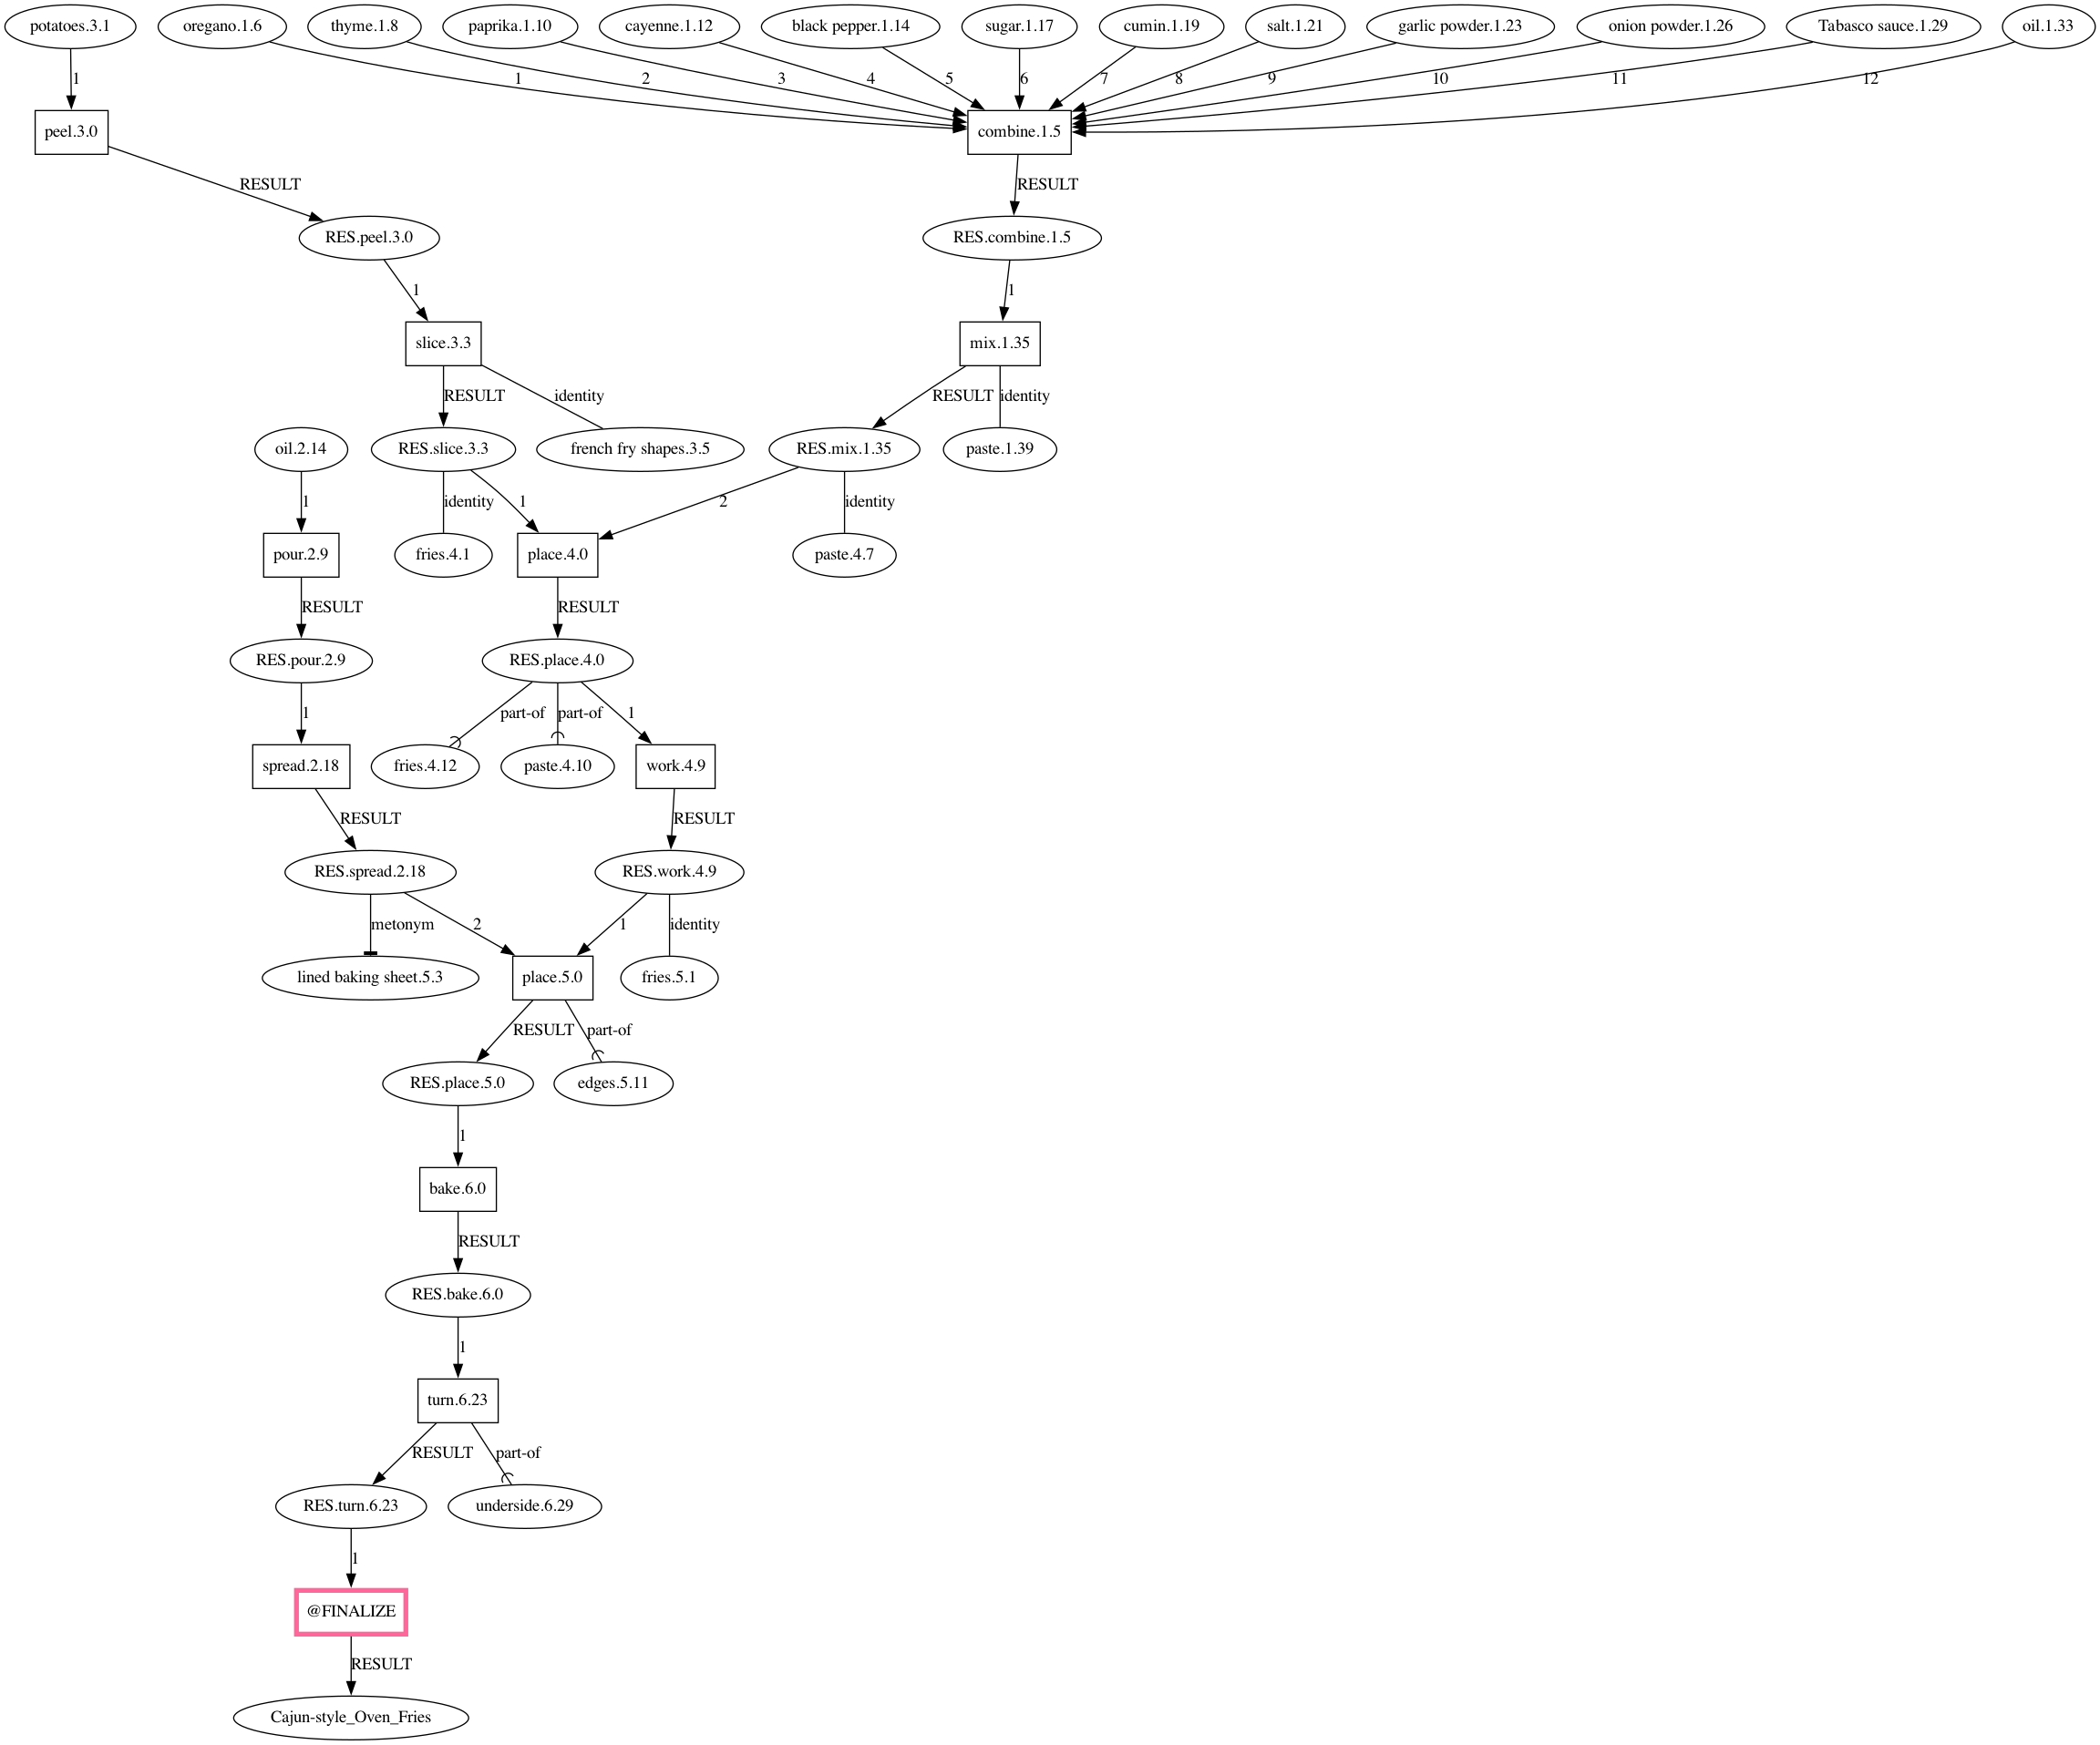 potatoes.3.1
oregano.1.6
thyme.1.8
paprika.1.10
cayenne.1.12
black pepper.1.14
sugar.1.17
cumin.1.19
salt.1.21
garlic powder.1.23
onion powder.1.26
Tabasco sauce.1.29
oil.1.33
1
1
2
3
4
5
6
7
8
9
10
11
12
peel.3.0
combine.1.5
RESULT
RESULT
RES.peel.3.0
RES.combine.1.5
1
1
slice.3.3
mix.1.35
RESULT
identity
RESULT
identity
oil.2.14
RES.slice.3.3
french fry shapes.3.5
RES.mix.1.35
paste.1.39
1
identity
1
2
identity
pour.2.9
fries.4.1
place.4.0
paste.4.7
RESULT
RESULT
RES.pour.2.9
RES.place.4.0
1
part-of
part-of
1
spread.2.18
fries.4.12
paste.4.10
work.4.9
RESULT
RESULT
RES.spread.2.18
RES.work.4.9
metonym
2
1
identity
lined baking sheet.5.3
place.5.0
fries.5.1
RESULT
part-of
RES.place.5.0
edges.5.11
1
bake.6.0
RESULT
RES.bake.6.0
1
turn.6.23
RESULT
part-of
RES.turn.6.23
underside.6.29
1
@FINALIZE
RESULT
Cajun-style_Oven_Fries